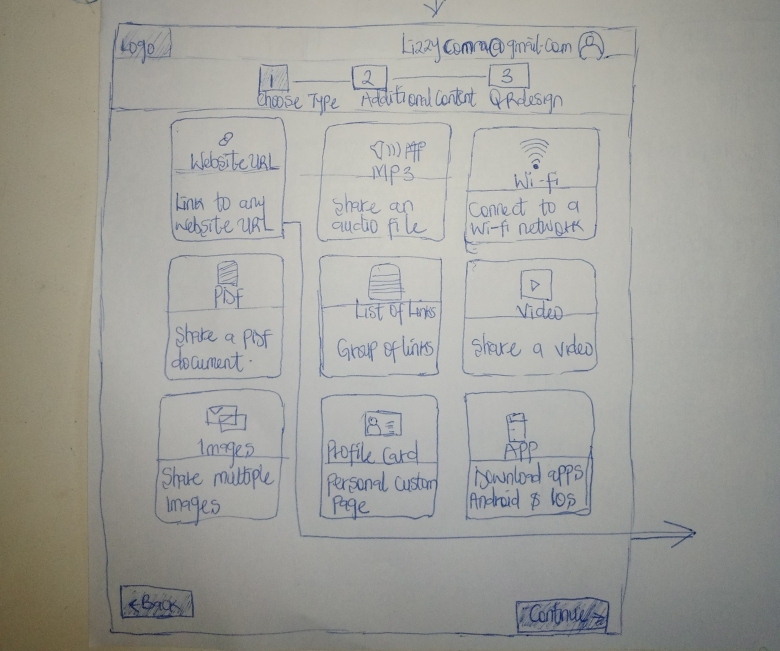 Logo
Lizzycomra@gmail.com
1 2 3
Choose Type Additional Content QR design
Website URL
Link to any
website URL
MP3
Share an
audio file
Wi-fi
Connect to a
Wi-fi network
PDf
Share a PDf
document.
List of Links
Group of links
Video
Share a video
Images
Share multiple
Images
Profile Card
Personal Custom
Page
APP
Download apps
Android & Ios
Back
Continue